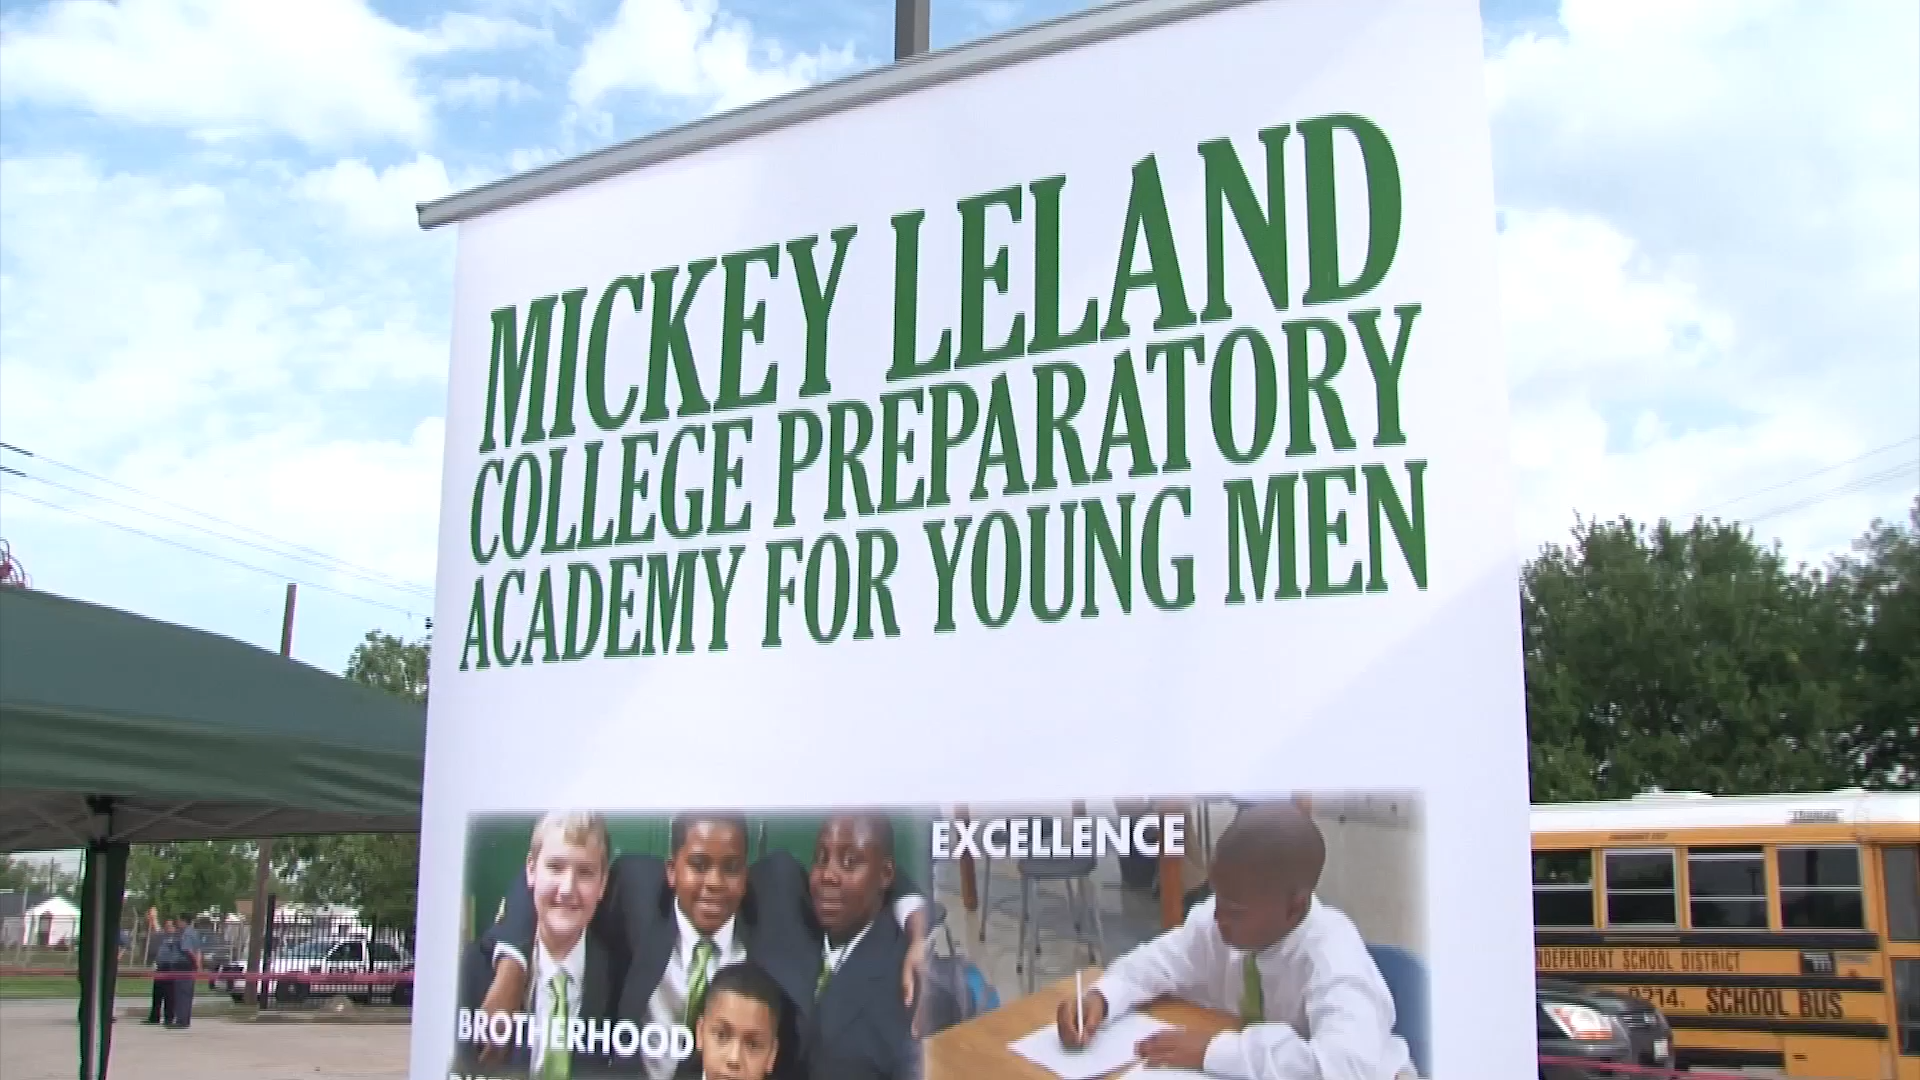 MICKEY LELAND
COLLEGE PREPARATORY
ACADEMY FOR YOUNG MEN
EXCELLENCE
BROTHERHOOD
INDEPENDENT SCHOOL DISTRICT
SCHOOL BUS